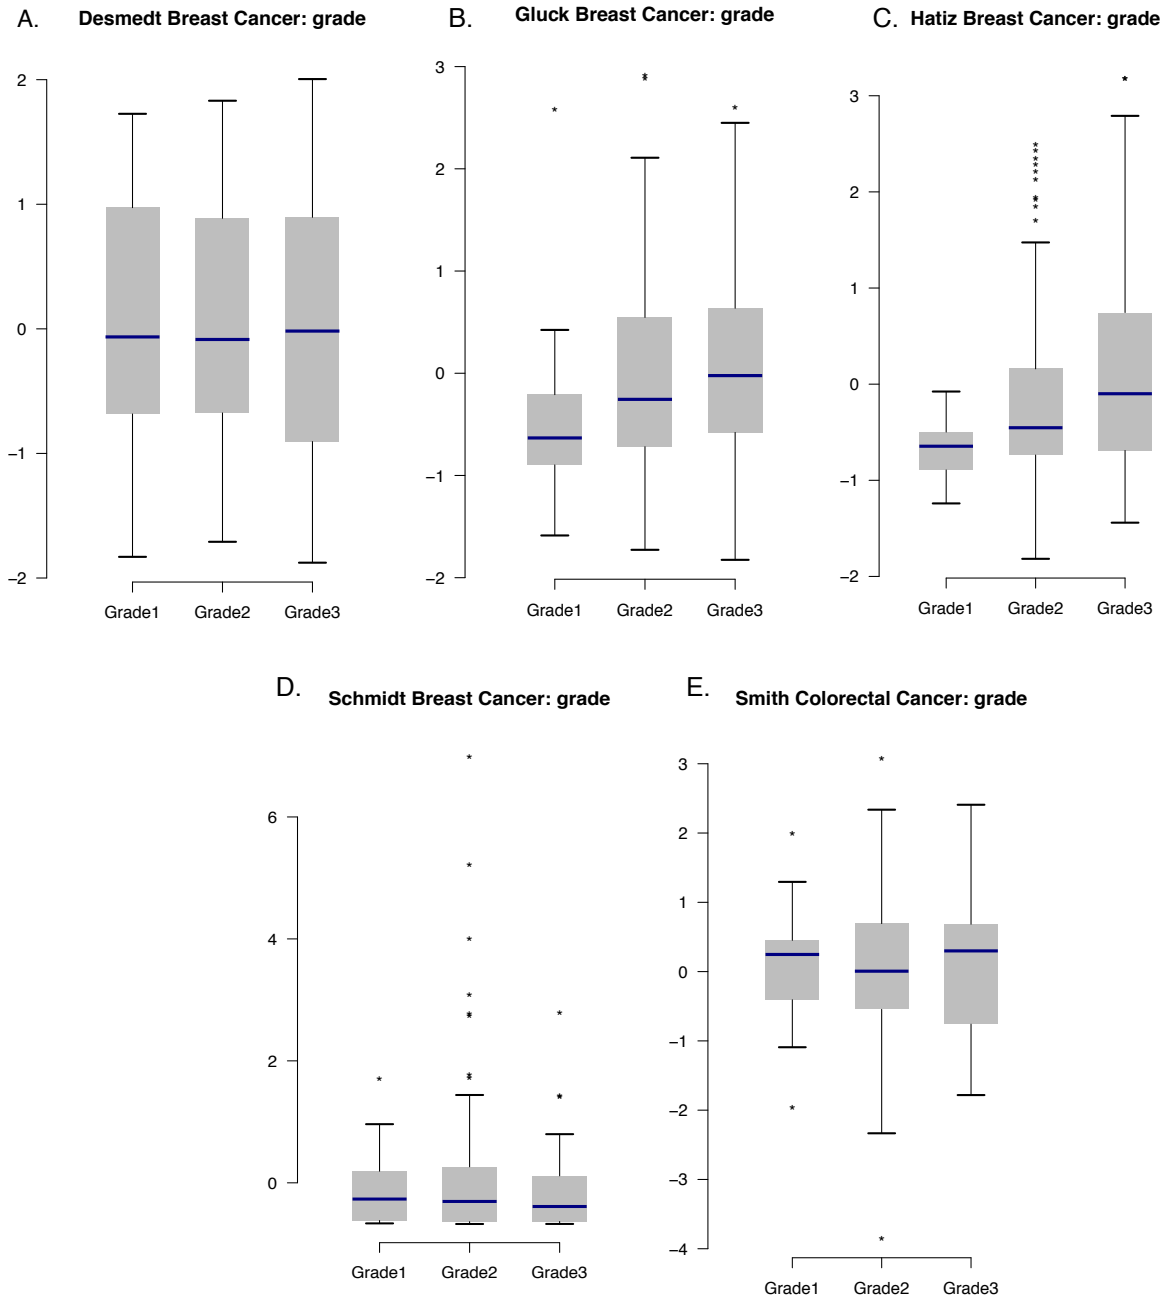 A. Desmedt Breast Cancer: grade
2
1
0
−1
−2
Grade1 Grade2 Grade3
B. Gluck Breast Cancer: grade
3
2
1
0
−1
−2
Grade1 Grade2 Grade3
C. Hatiz Breast Cancer: grade
3
2
1
0
−1
−2
Grade1 Grade2 Grade3
D. Schmidt Breast Cancer: grade
6
4
2
0
Grade1 Grade2 Grade3
E. Smith Colorectal Cancer: grade
3
2
1
0
−1
−2
−3
−4
Grade1 Grade2 Grade3